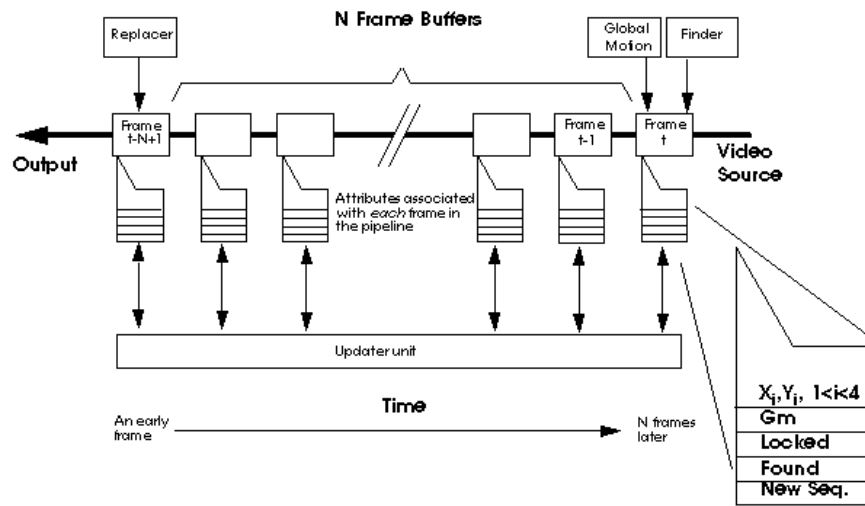 N Frame Buffers
Replacer
Global
Motion
Finder
Frame
t-N+1
Frame
t-1
Frame
t
Output
Video
Source
Attributes associated
with each frame in
the pipeline
Updater unit
Time
An early
frame
N frames
later
Xi,Yi, 1<i<4
Gm
Locked
Found
New Seq.